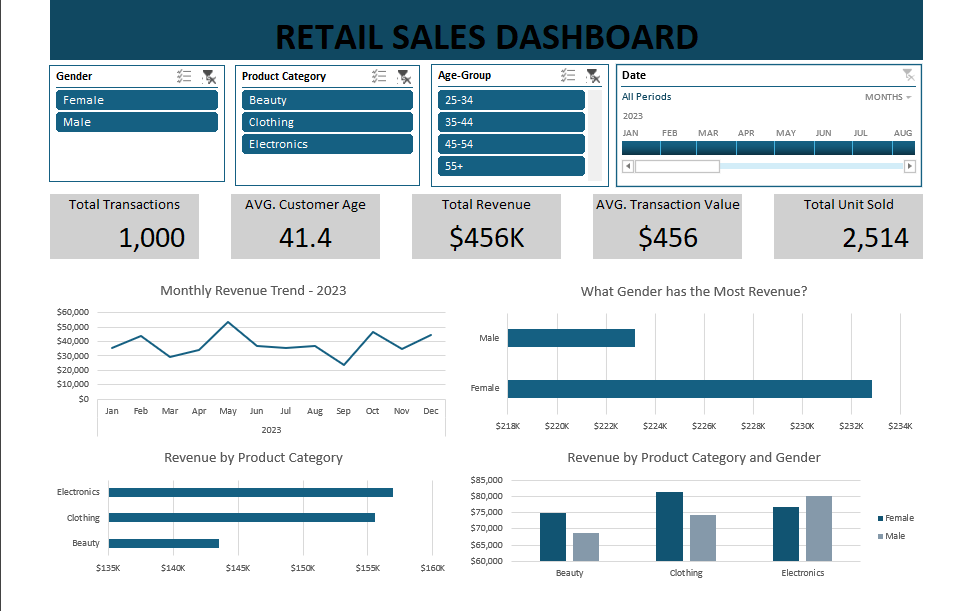 RETAIL SALES DASHBOARD
Gender
Female
Male
Product Category
Beauty
Clothing
Electronics
Age-Group
25-34
35-44
45-54
55+
Date
All Periods
MONTHS
2023
JAN FEB MAR APR MAY JUN JUL AUG
Total Transactions
1,000
AVG. Customer Age
41.4
Total Revenue
$456K
AVG. Transaction Value
$456
Total Unit Sold
2,514
Monthly Revenue Trend - 2023
$60,000
$50,000
$40,000
$30,000
$20,000
$10,000
$0
Jan Feb Mar Apr May Jun Jul Aug Sep Oct Nov Dec
2023
What Gender has the Most Revenue?
Male
Female
$218K $220K $222K $224K $226K $228K $230K $232K $234K
Revenue by Product Category
Electronics
Clothing
Beauty
$135K $140K $145K $150K $155K $160K
Revenue by Product Category and Gender
$85,000
$80,000
$75,000
$70,000
$65,000
$60,000
Beauty Clothing Electronics
Female
Male